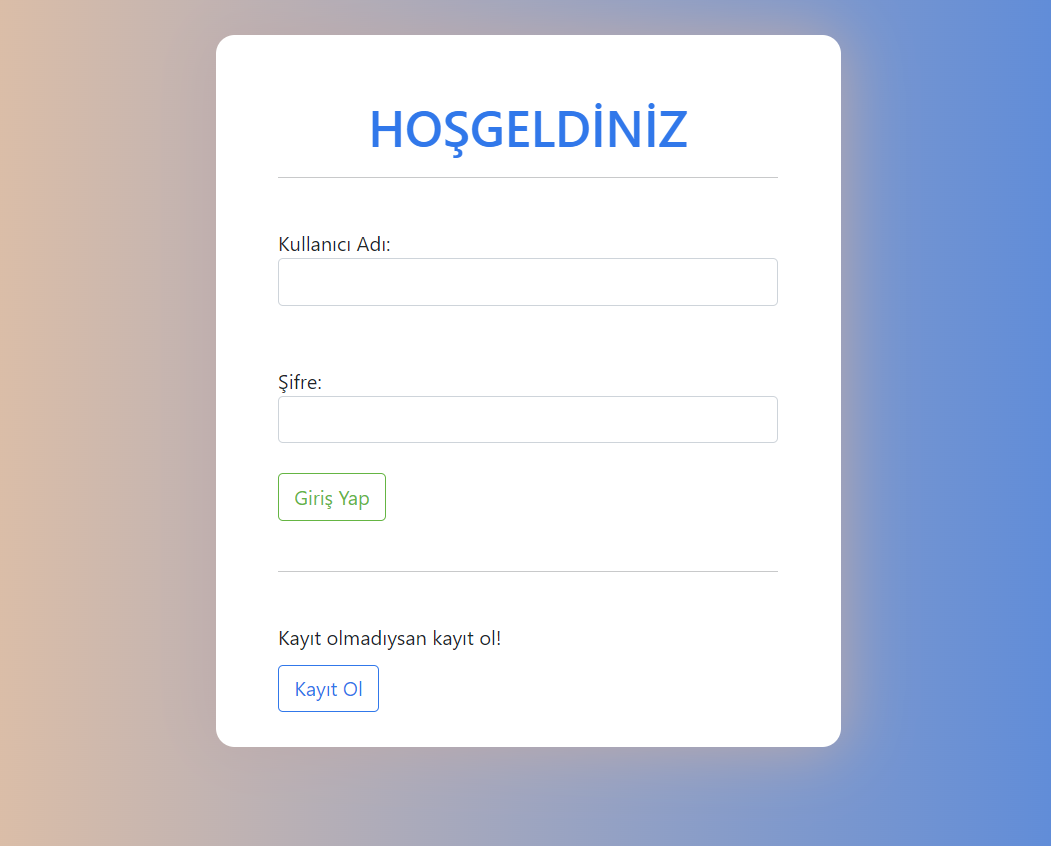 HOŞGELDİNİZ
Kullanıcı Adı:
Şifre:
Giriş Yap
Kayıt olmadıysan kayıt ol!
Kayıt Ol